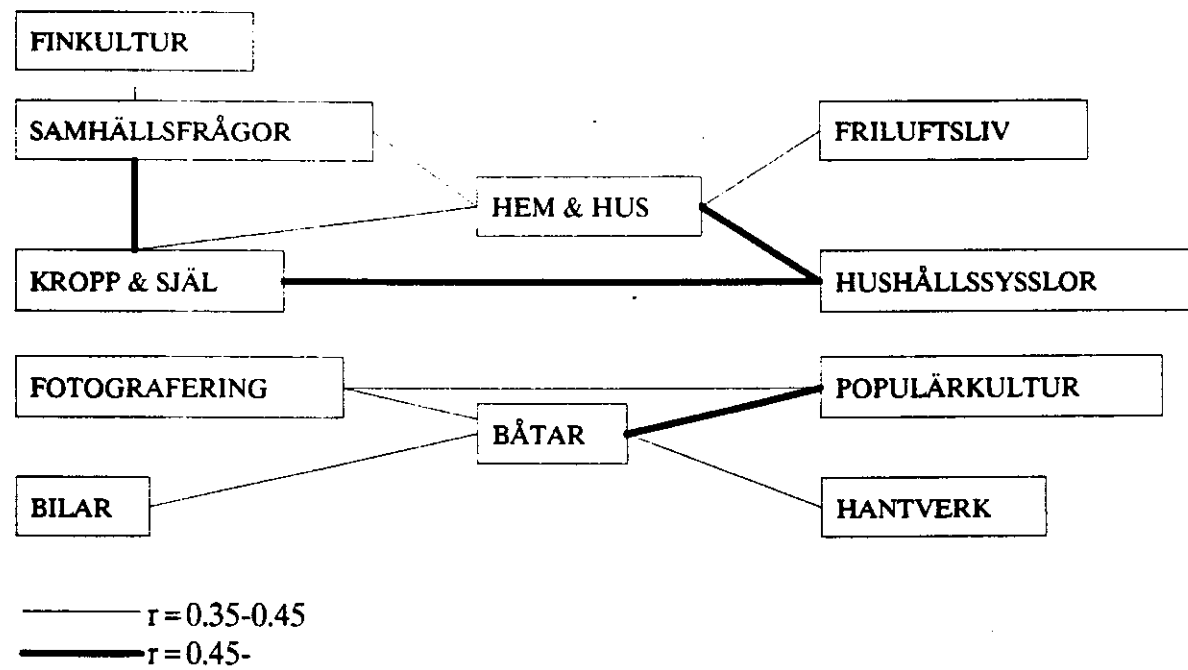 FINKULTUR
SAMHÄLLSFRÅGOR
FRILUFTSLIV
HEM & HUS
KROPP & SJÄL
HUSHÅLLSSYSSLOR
FOTOGRAFERING
POPULÄRKULTUR
BÅTAR
BILAR
HANTVERK
r = 0.35-0.45
r = 0.45-